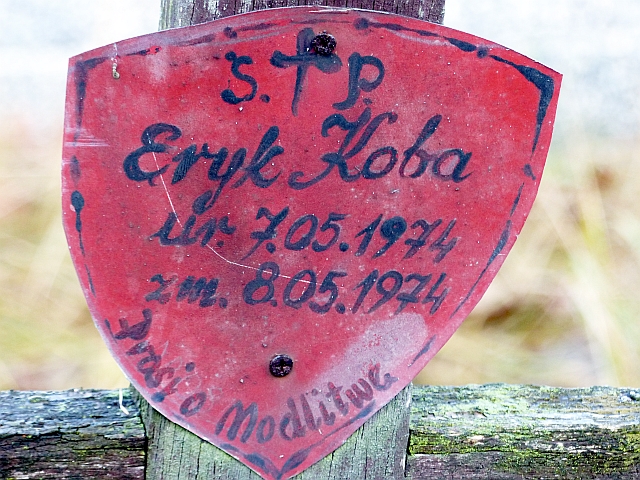 Ś. † P.
Eryk Koba
ur. 7.05.1974
zm. 8.05.1974
Prosi o Modlitwę